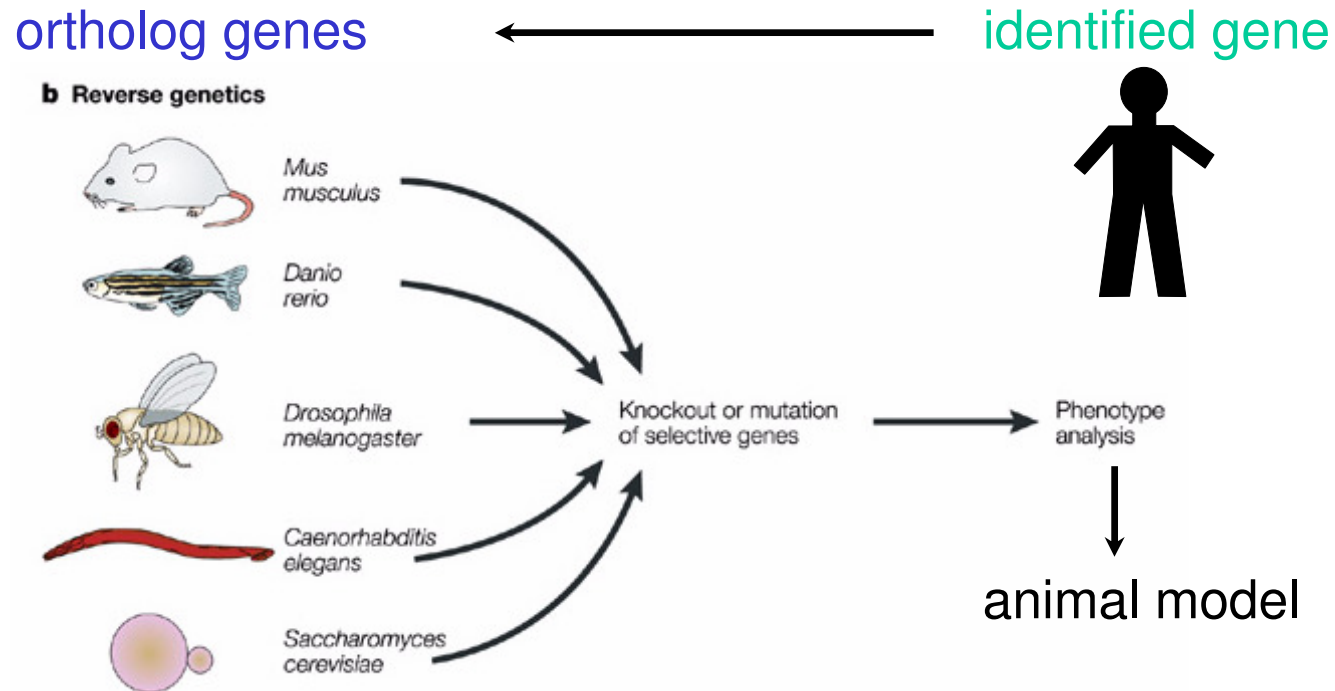 ortholog genes
identified gene
b Reverse genetics
Mus
musculus
Danio
rerio
Drosophila
melanogaster
Knockout or mutation
of selective genes
Phenotype
analysis
Caenorhabditis
elegans
animal model
Saccharomyces
cerevisiae